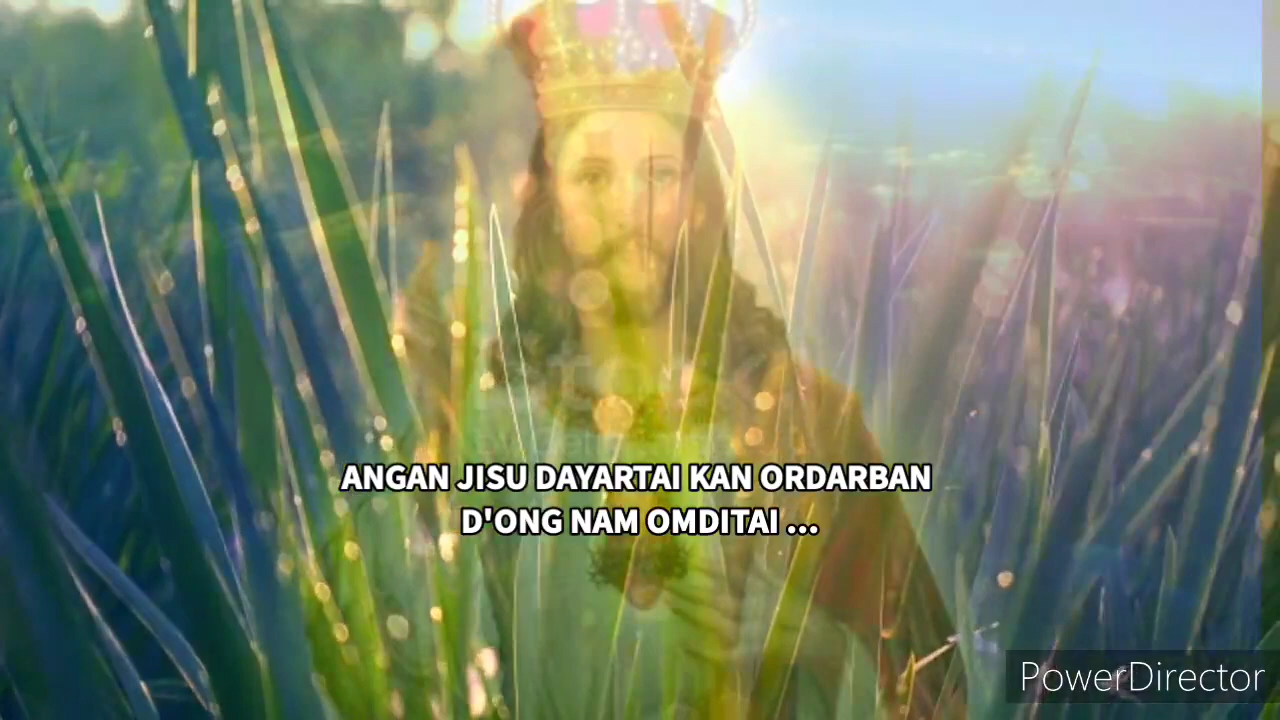 ANGAN JISU DAYARTAI KAN ORDARBAN
D'ONG NAM OMDITAI ...
PowerDirector